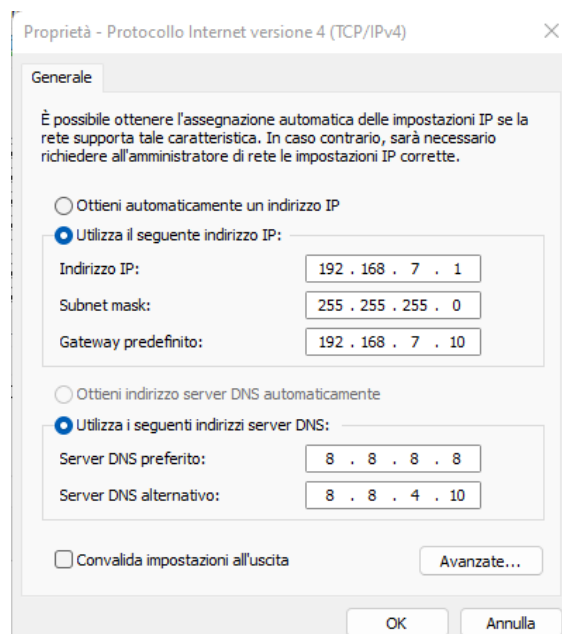 Proprietà - Protocollo Internet versione 4 (TCP/IPv4)
Generale
È possibile ottenere l'assegnazione automatica delle impostazioni IP se la
rete supporta tale caratteristica. In caso contrario, sarà necessario
richiedere all'amministratore di rete le impostazioni IP corrette.
Ottieni automaticamente un indirizzo IP
Utilizza il seguente indirizzo IP:
Indirizzo IP: 192 . 168 . 7 . 1
Subnet mask: 255 . 255 . 255 . 0
Gateway predefinito: 192 . 168 . 7 . 10
Ottieni indirizzo server DNS automaticamente
Utilizza i seguenti indirizzi server DNS:
Server DNS preferito: 8 . 8 . 8 . 8
Server DNS alternativo: 8 . 8 . 4 . 10
Convalida impostazioni all'uscita Avanzate...
OK Annulla